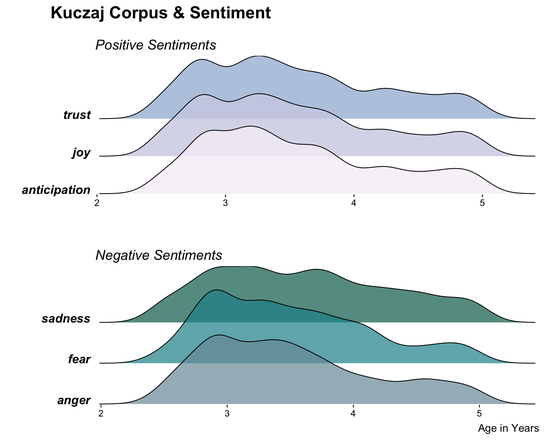 Kuczaj Corpus & Sentiment
Positive Sentiments
trust
joy
anticipation
2 3 4 5
Negative Sentiments
sadness
fear
anger
2 3 4 5
Age in Years